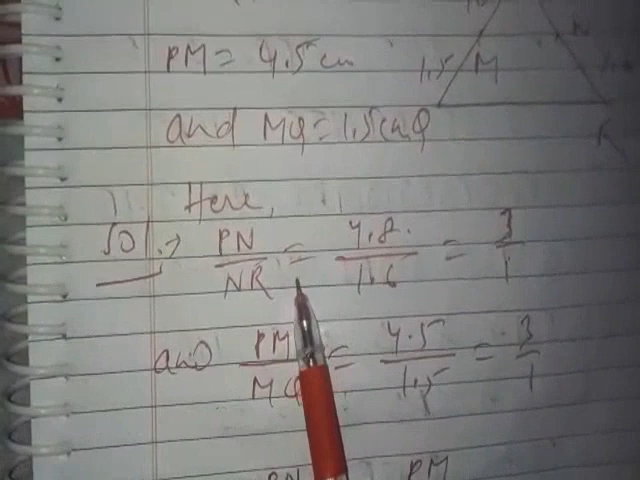 PM = 4.5 cm
1.5 M
N
and MQ = 1.5 cm Q
R
Here,
Sol. → PN/NR = 4.8/1.6 = 3/1
and PM/MQ = 4.5/1.5 = 3/1
PN PM